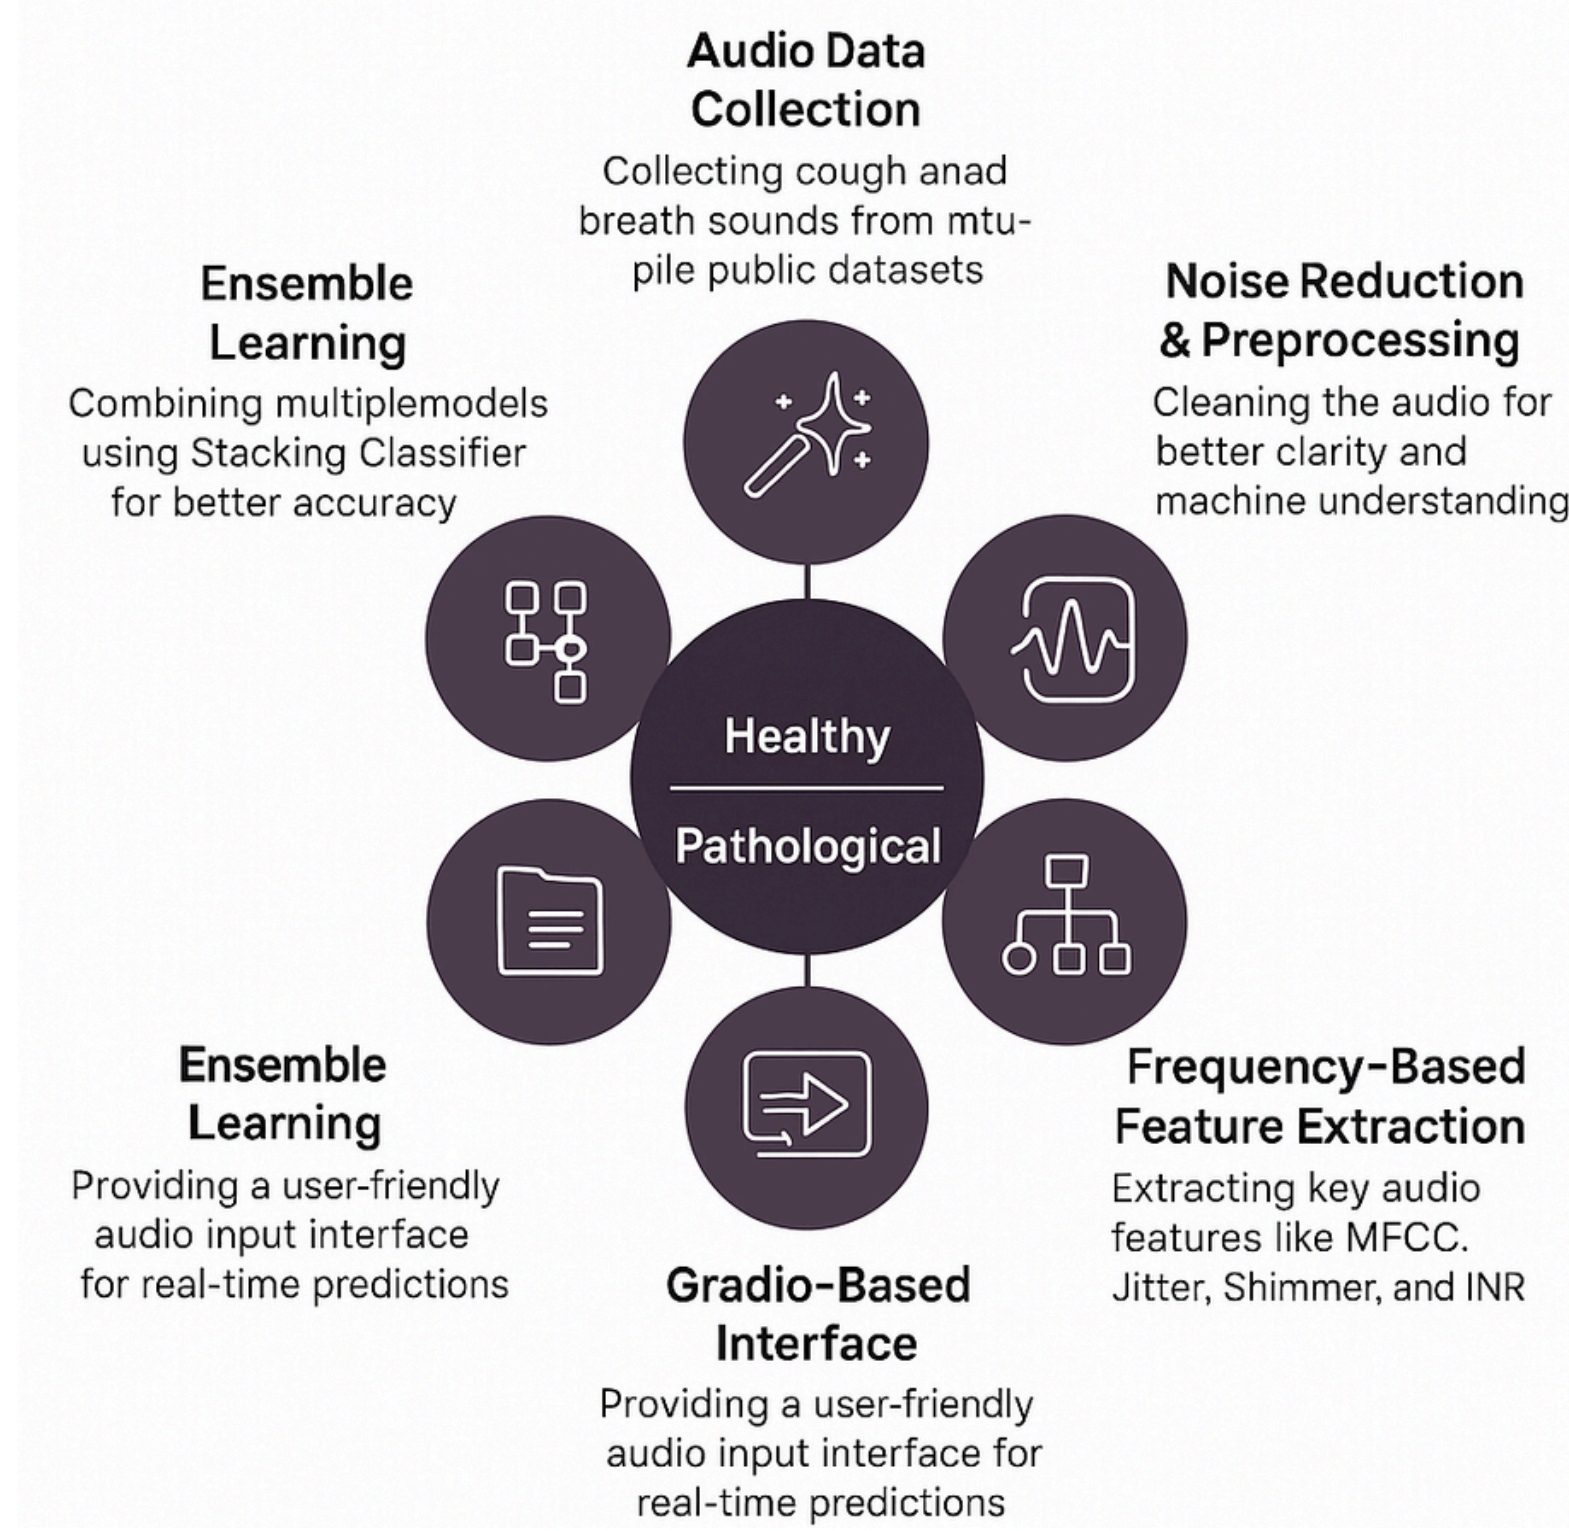 Audio Data
Collection
Collecting cough anad
breath sounds from mtu-
pile public datasets
Ensemble
Learning
Combining multiplemodels
using Stacking Classifier
for better accuracy
Noise Reduction
& Preprocessing
Cleaning the audio for
better clarity and
machine understanding
Healthy
Pathological
Ensemble
Learning
Providing a user-friendly
audio input interface
for real-time predictions
Frequency-Based
Feature Extraction
Extracting key audio
features like MFCC.
Jitter, Shimmer, and INR
Gradio-Based
Interface
Providing a user-friendly
audio input interface for
real-time predictions